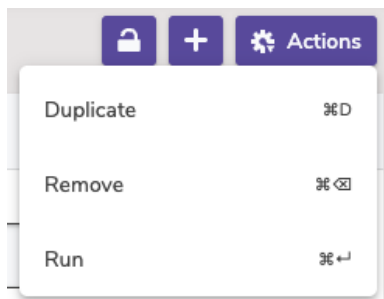 Actions
Duplicate ⌘D
Remove ⌘⌫
Run ⌘↵